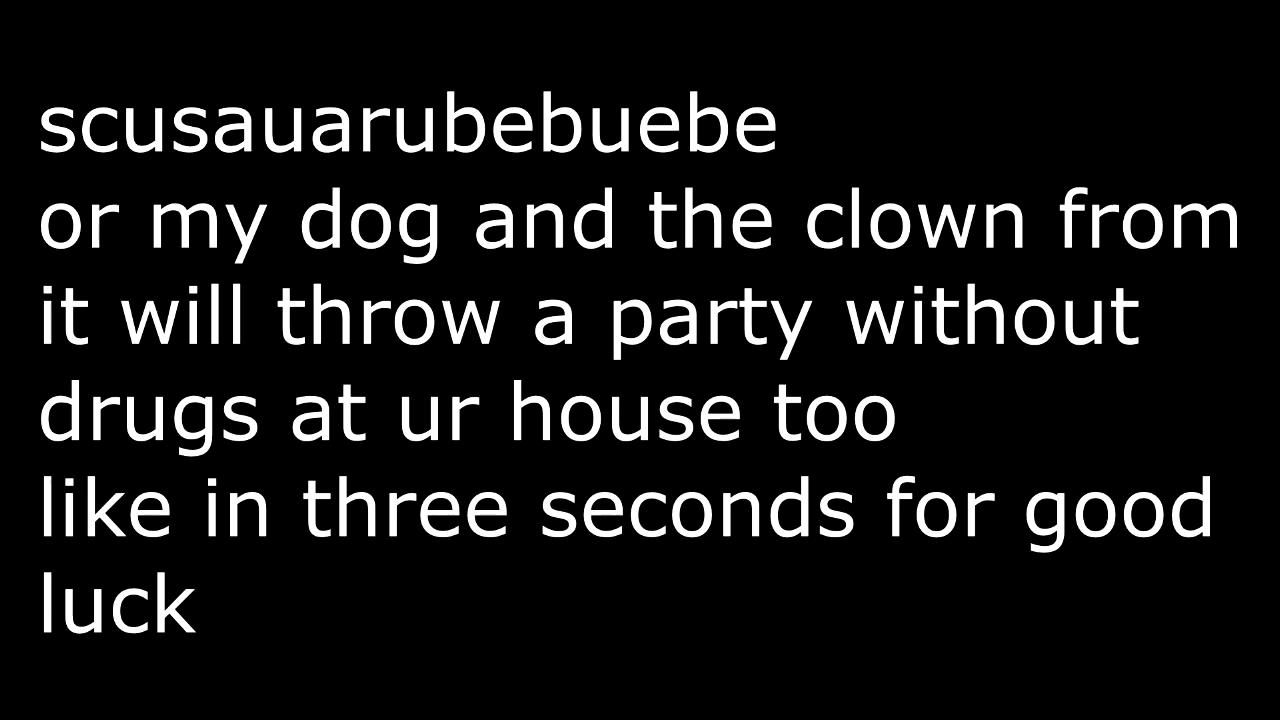 scusauarubebuebe
or my dog and the clown from
it will throw a party without
drugs at ur house too
like in three seconds for good
luck